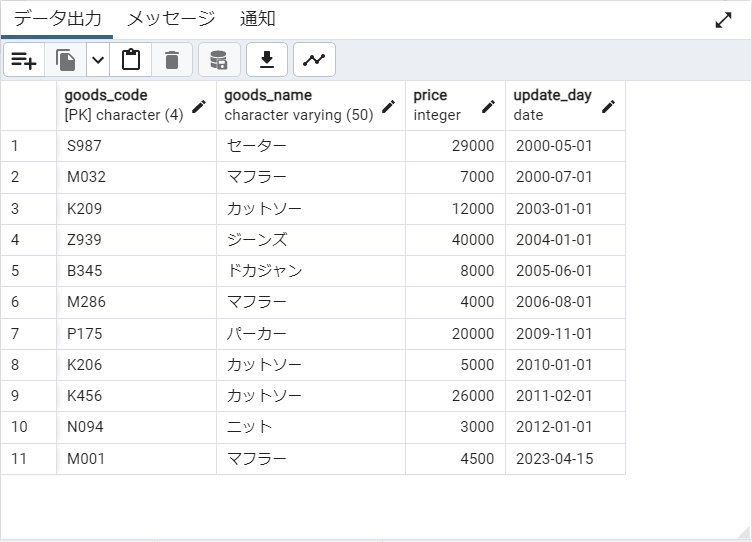 データ出力 メッセージ 通知
goods_code goods_name price update_day
[PK] character (4) character varying (50) integer date
1 S987 セーター 29000 2000-05-01
2 M032 マフラー 7000 2000-07-01
3 K209 カットソー 12000 2003-01-01
4 Z939 ジーンズ 40000 2004-01-01
5 B345 ドカジャン 8000 2005-06-01
6 M286 マフラー 4000 2006-08-01
7 P175 パーカー 20000 2009-11-01
8 K206 カットソー 5000 2010-01-01
9 K456 カットソー 26000 2011-02-01
10 N094 ニット 3000 2012-01-01
11 M001 マフラー 4500 2023-04-15